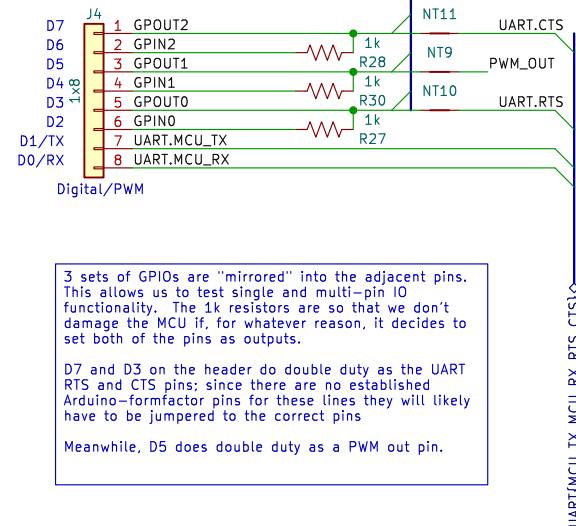 J4
NT11
D7 1 GPOUT2 UART.CTS
D6 2 GPIN2 1k
R28
D5 3 GPOUT1 NT9 PWM_OUT
D4 4 GPIN1 1k
R30
D3 5 GPOUT0 NT10 UART.RTS
D2 6 GPIN0 1k
R27
D1/TX 7 UART.MCU_TX
D0/RX 8 UART.MCU_RX
1x8
Digital/PWM
3 sets of GPIOs are "mirrored" into the adjacent pins.
This allows us to test single and multi-pin IO
functionality. The 1k resistors are so that we don't
damage the MCU if, for whatever reason, it decides to
set both of the pins as outputs.
D7 and D3 on the header do double duty as the UART
RTS and CTS pins; since there are no established
Arduino-formfactor pins for these lines they will likely
have to be jumpered to the correct pins
Meanwhile, D5 does double duty as a PWM out pin.
UART{MCU_TX MCU_RX RTS CTS}